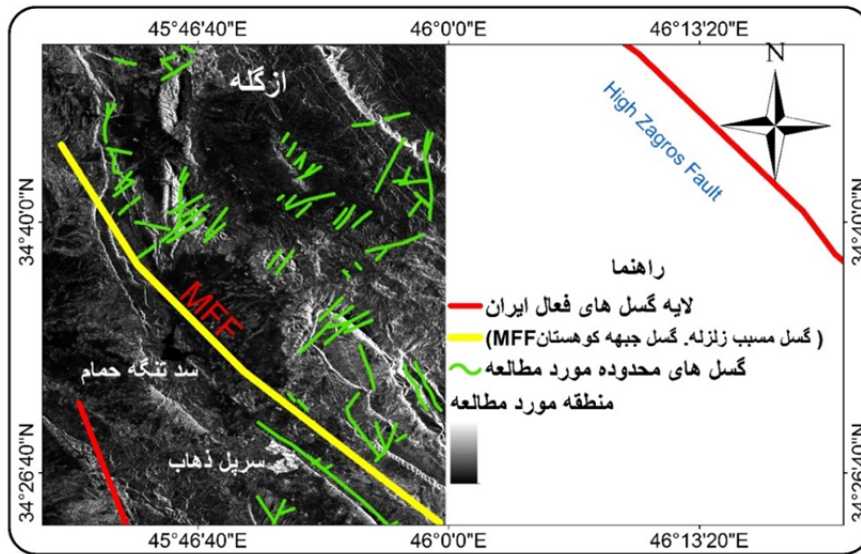 45°46'40"E 46°0'0"E 46°13'20"E
N
ازگله
High Zagros Fault
34°40'0"N 34°40'0"N
MFF
سد تنگه حمام
سرپل ذهاب
34°26'40"N 34°26'40"N
راهنما
لایه گسل های فعال ایران
( گسل مسبب زلزله. گسل جبهه کوهستانMFF)
گسل های محدوده مورد مطالعه
منطقه مورد مطالعه
45°46'40"E 46°0'0"E 46°13'20"E